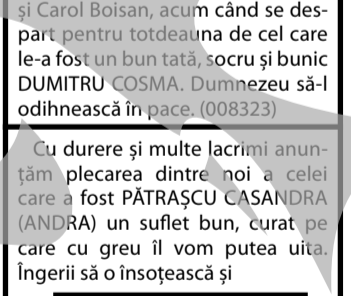 și Carol Boisan, acum când se des-
part pentru totdeauna de cel care
le-a fost un bun tată, socru și bunic
DUMITRU COSMA. Dumnezeu să-l
odihnească în pace. (008323)
Cu durere și multe lacrimi anun-
țăm plecarea dintre noi a celei
care a fost PĂTRAȘCU CASANDRA
(ANDRA) un suflet bun, curat pe
care cu greu îl vom putea uita.
Îngerii să o însoțească și